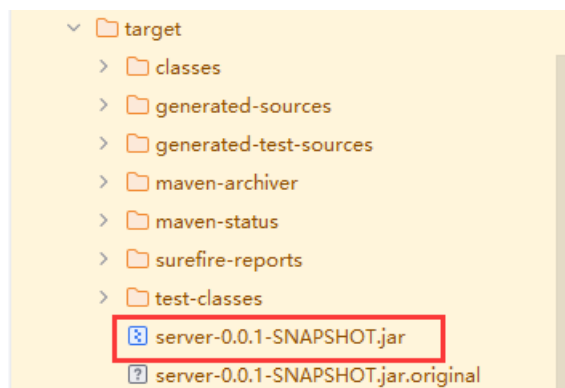 target
classes
generated-sources
generated-test-sources
maven-archiver
maven-status
surefire-reports
test-classes
server-0.0.1-SNAPSHOT.jar
server-0.0.1-SNAPSHOT.jar.original